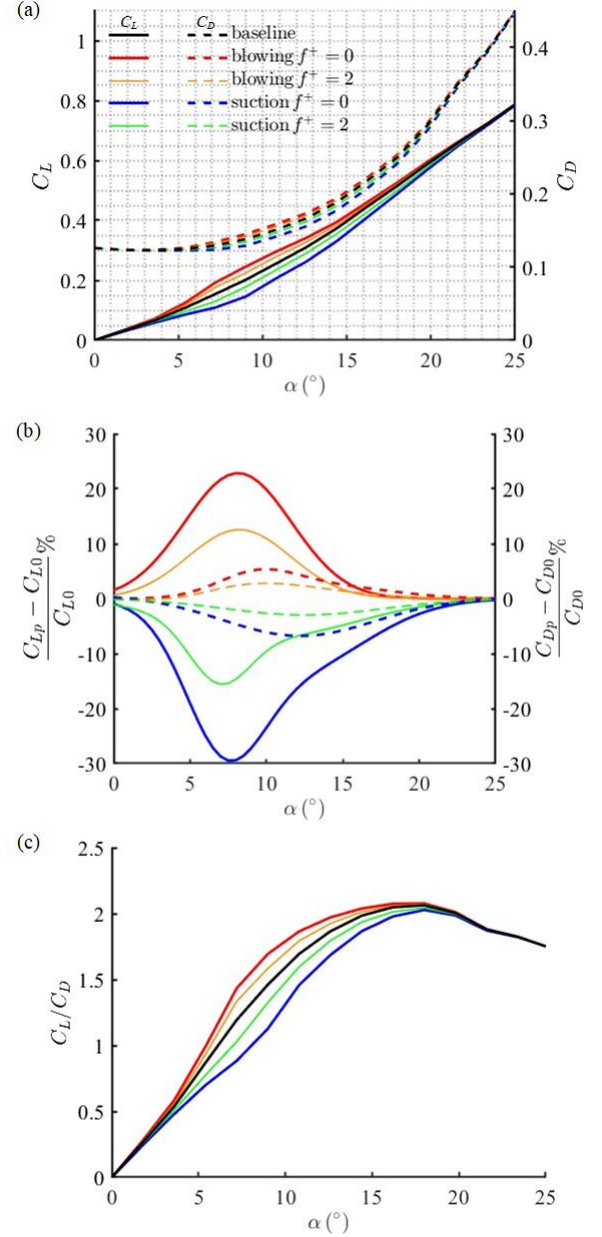 (a)
C_L C_D
baseline
blowing f⁺ = 0
blowing f⁺ = 2
suction f⁺ = 0
suction f⁺ = 2
1
0.8
0.6
0.4
0.2
0
C_L
0.4
0.3
0.2
0.1
0
C_D
0 5 10 15 20 25
α (°)
(b)
30
20
10
0
-10
-20
-30
(C_Lp − C_L0)/C_L0 %
30
20
10
0
-10
-20
-30
(C_Dp − C_D0)/C_D0 %
0 5 10 15 20 25
α (°)
(c)
2.5
2
1.5
1
0.5
0
C_L/C_D
0 5 10 15 20 25
α (°)